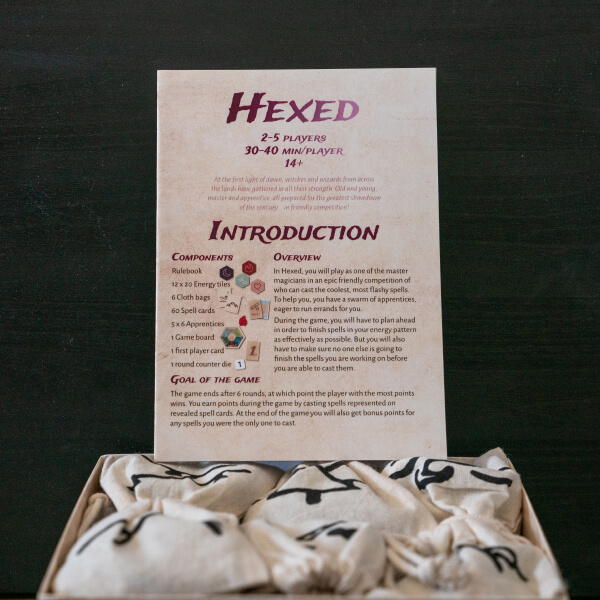 HEXED
2-5 PLAYERS
30-40 MIN/PLAYER
14+
At the first light of dawn, witches and wizards from across
the lands have gathered in all their strength. Old and young,
master and apprentice, all prepared for the greatest showdown
of the century... a friendly competition!
INTRODUCTION
COMPONENTS
Rulebook
12 x 20 Energy tiles
6 Cloth bags
60 Spell cards
5 x 6 Apprentices
1 Game board
1 first player card
1 round counter die
OVERVIEW
In Hexed, you will play as one of the master
magicians in an epic friendly competition of
who can cast the coolest, most flashy spells.
To help you, you have a swarm of apprentices,
eager to run errands for you.
During the game, you will have to plan ahead
in order to finish spells in your energy pattern
as effectively as possible. But you will also
have to make sure no one else is going to
finish the spells you are working on before
you are able to cast them.
GOAL OF THE GAME
The game ends after 6 rounds, at which point the player with the most points
wins. You earn points during the game by casting spells represented on
revealed spell cards. At the end of the game you will also get bonus points for
any spells you were the only one to cast.